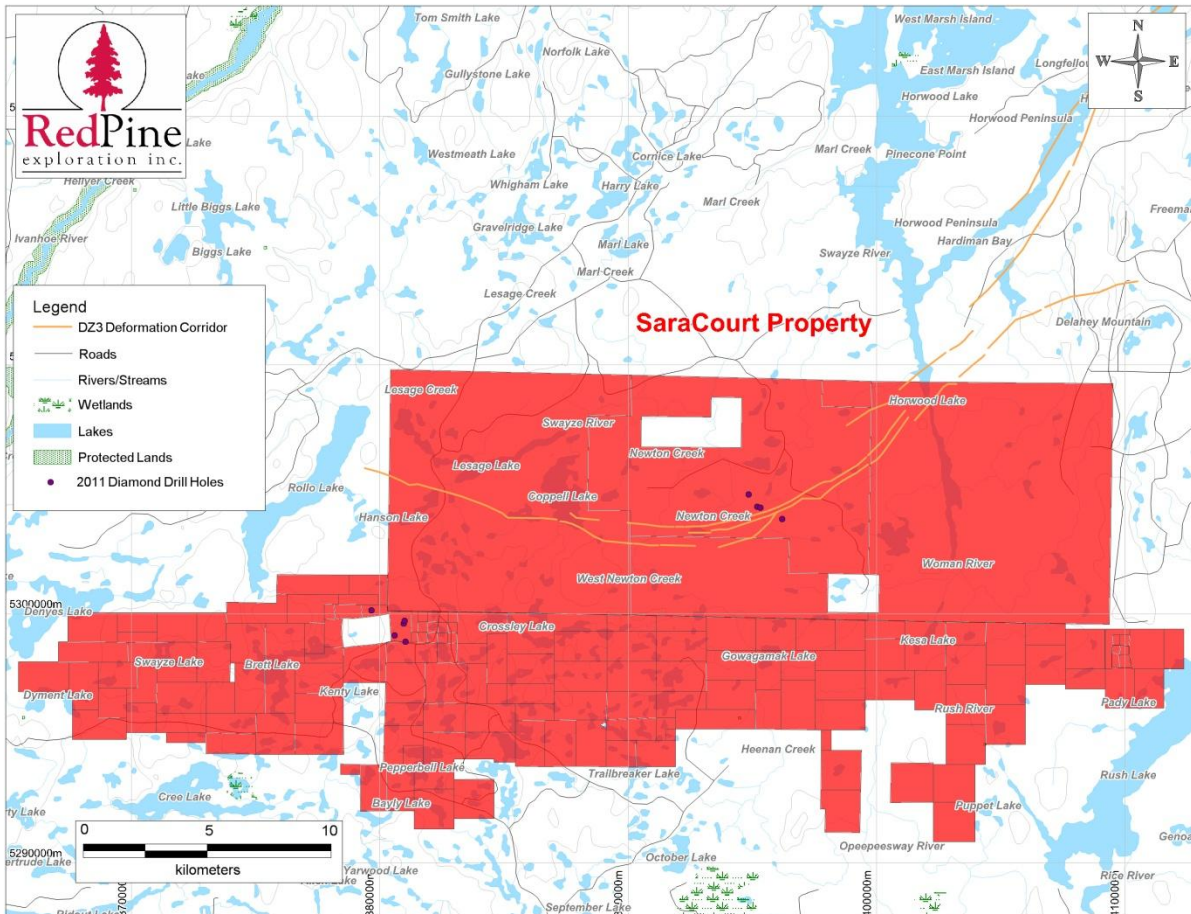 Tom Smith Lake
West Marsh Island
N
W
E
S
Norfolk Lake
Gullystone Lake
East Marsh Island
Horwood Lake
Horwood Peninsula
RedPine
exploration inc.
Lake
Westmeath Lake
Cornice Lake
Marl Creek
Pinecone Point
Hellyer Creek
Whigham Lake
Harry Lake
Little Biggs Lake
Marl Creek
Gravelridge Lake
Horwood Peninsula
Ivanhoe River
Biggs Lake
Marl Lake
Swayze River
Hardiman Bay
Marl Creek
Lesage Creek
Legend
DZ3 Deformation Corridor
Roads
Rivers/Streams
Wetlands
Lakes
Protected Lands
2011 Diamond Drill Holes
SaraCourt Property
Delahey Mountain
Lesage Creek
Horwood Lake
Swayze River
Newton Creek
Lesage Lake
Rollo Lake
Coppell Lake
Hanson Lake
Newton Creek
West Newton Creek
Woman River
5300000m
Denyes Lake
Crossley Lake
Kesa Lake
Swayze Lake
Brett Lake
Gowagamak Lake
Dyment Lake
Kenty Lake
Pady Lake
Rush River
Heenan Creek
Pepperbell Lake
Trailbreaker Lake
Rush Lake
Cree Lake
Bayly Lake
Puppet Lake
0 5 10
kilometers
5290000m
Opeepeesway River
October Lake
Yarwood Lake
Rice River
September Lake